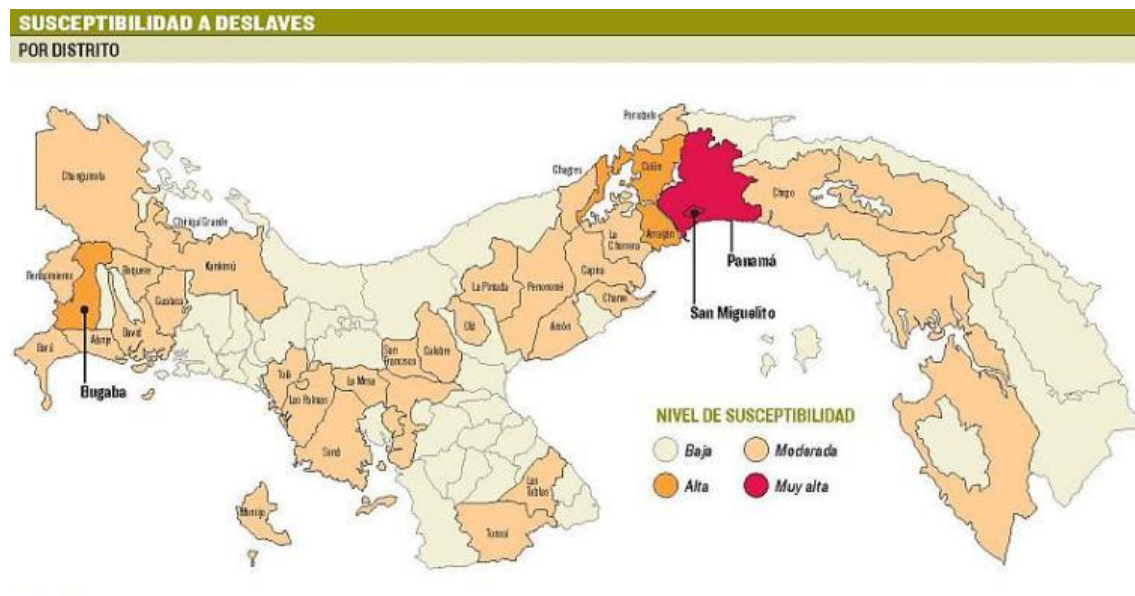 SUSCEPTIBILIDAD A DESLAVES
POR DISTRITO
Portobelo
Changuinola
Chagres
Colón
Chepo
Chiriquí Grande
La
Chorrera
Arraiján
Renacimiento
Boquete
Kankintú
Panamá
Gualaca
La Pintada
Penonomé
Capira
Chame
San Miguelito
Olá
Antón
Barú
Alanje
David
San
Francisco
Calobre
Bugaba
Tolé
La Mesa
Las Palmas
Soná
NIVEL DE SUSCEPTIBILIDAD
Baja
Moderada
Alta
Muy alta
Las
Tablas
Montijo
Tonosí